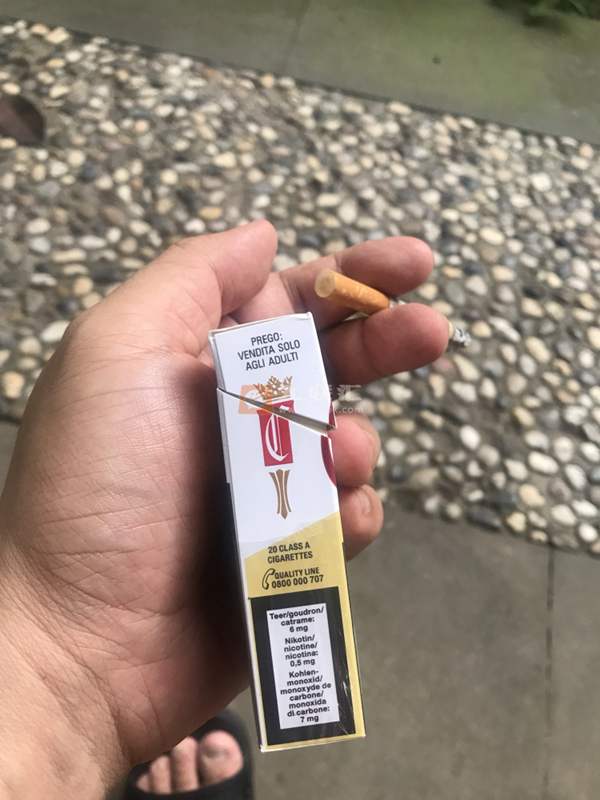 PREGO:
VENDITA SOLO
AGLI ADULTI
C
20 CLASS A
CIGARETTES
QUALITY LINE
0800 000 707
Teer/goudron/
catrame:
6 mg
Nikotin/
nicotine/
nicotina:
0,5 mg
Kohlen-
monoxid/
monoxyde de
carbone/
monoxida
di carbone:
7 mg